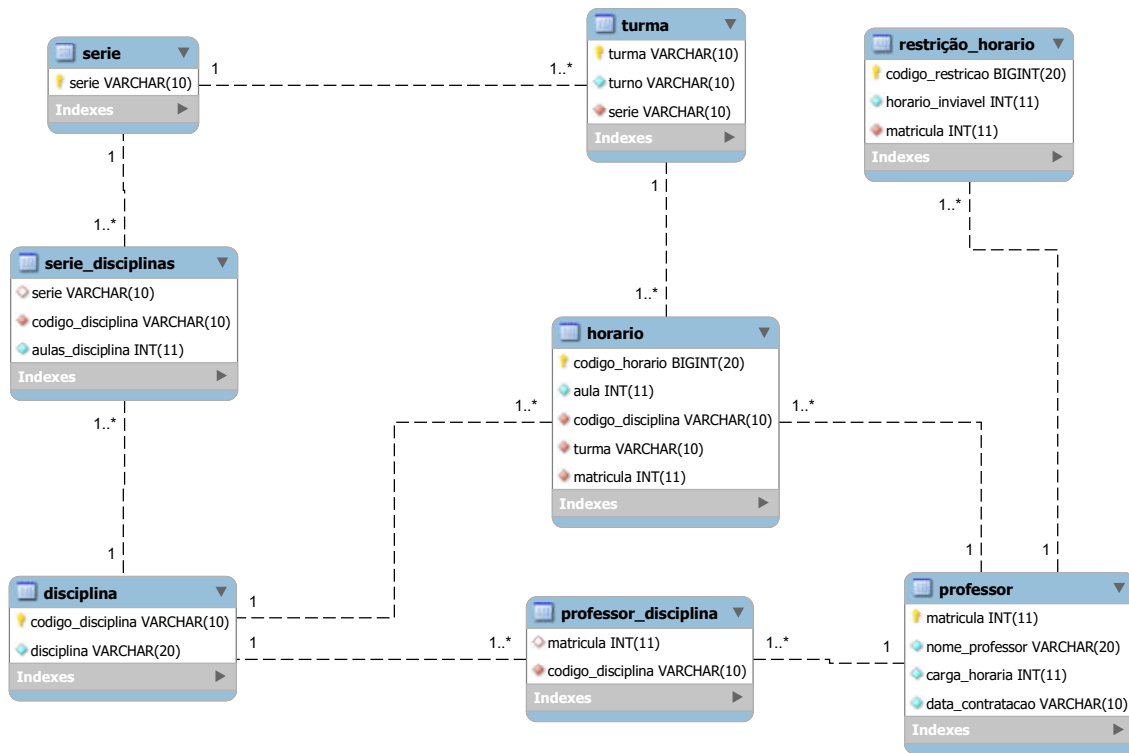 serie
serie VARCHAR(10)
Indexes
turma
turma VARCHAR(10)
turno VARCHAR(10)
serie VARCHAR(10)
Indexes
restrição_horario
codigo_restricao BIGINT(20)
horario_inviavel INT(11)
matricula INT(11)
Indexes
1
1..*
1
1..*
1
1..*
1..*
serie_disciplinas
serie VARCHAR(10)
codigo_disciplina VARCHAR(10)
aulas_disciplina INT(11)
Indexes
horario
codigo_horario BIGINT(20)
aula INT(11)
codigo_disciplina VARCHAR(10)
turma VARCHAR(10)
matricula INT(11)
Indexes
1..*
1..*
1..*
1
1
1
disciplina
codigo_disciplina VARCHAR(10)
disciplina VARCHAR(20)
Indexes
1
1
1..*
professor_disciplina
matricula INT(11)
codigo_disciplina VARCHAR(10)
Indexes
1..*
1
professor
matricula INT(11)
nome_professor VARCHAR(20)
carga_horaria INT(11)
data_contratacao VARCHAR(10)